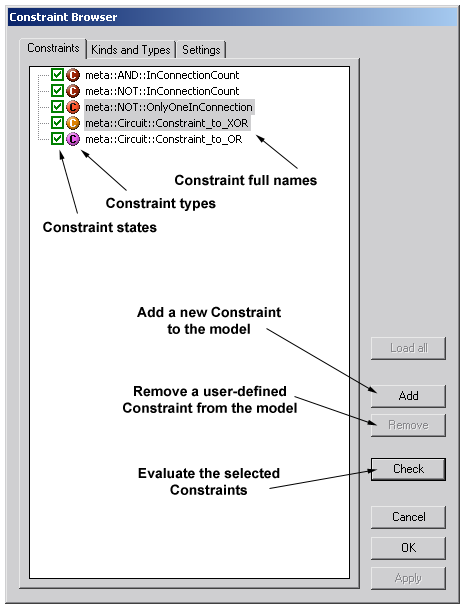 Constraint Browser
Constraints
Kinds and Types
Settings
C meta::AND::InConnectionCount
C meta::NOT::InConnectionCount
C meta::NOT::OnlyOneInConnection
C meta::Circuit::Constraint_to_XOR
C meta::Circuit::Constraint_to_OR
Constraint full names
Constraint types
Constraint states
Add a new Constraint
to the model
Load all
Remove a user-defined
Constraint from the model
Add
Remove
Evaluate the selected
Constraints
Check
Cancel
OK
Apply